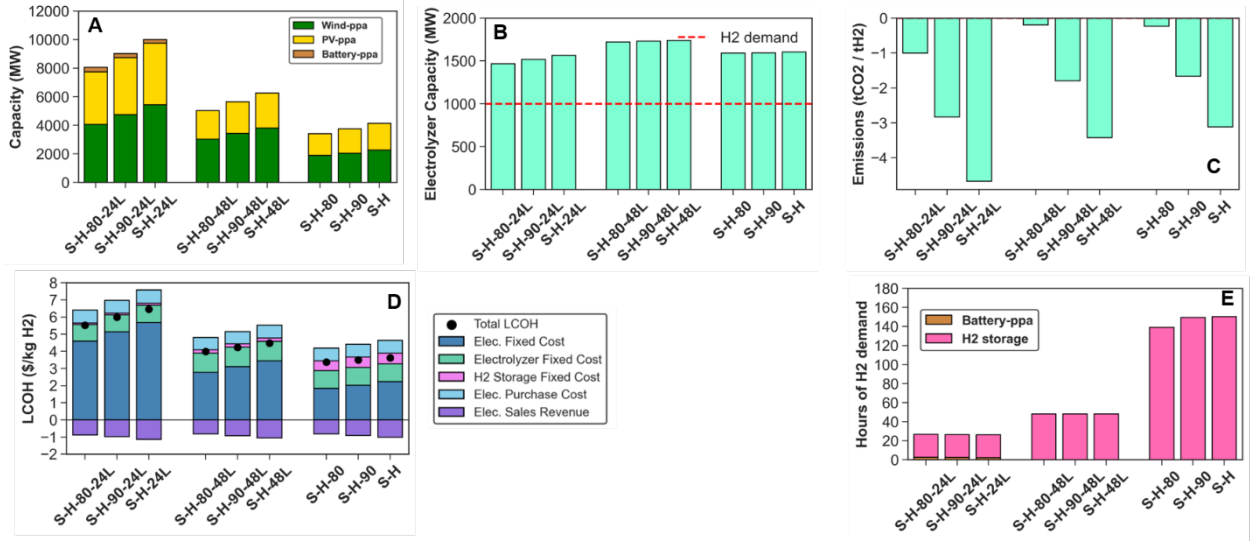 A
Wind-ppa
PV-ppa
Battery-ppa
Capacity (MW)
12000
10000
8000
6000
4000
2000
0
S-H-80-24L
S-H-90-24L
S-H-24L
S-H-80-48L
S-H-90-48L
S-H-48L
S-H-80
S-H-90
S-H
B
H2 demand
Electrolyzer Capacity (MW)
2000
1500
1000
500
0
S-H-80-24L
S-H-90-24L
S-H-24L
S-H-80-48L
S-H-90-48L
S-H-48L
S-H-80
S-H-90
S-H
C
Emissions (tCO2 / tH2)
0
−1
−2
−3
−4
S-H-80-24L
S-H-90-24L
S-H-24L
S-H-80-48L
S-H-90-48L
S-H-48L
S-H-80
S-H-90
S-H
D
LCOH ($/kg H2)
8
7
6
5
4
3
2
1
0
−1
−2
S-H-80-24L
S-H-90-24L
S-H-24L
S-H-80-48L
S-H-90-48L
S-H-48L
S-H-80
S-H-90
S-H
Total LCOH
Elec. Fixed Cost
Electrolyzer Fixed Cost
H2 Storage Fixed Cost
Elec. Purchase Cost
Elec. Sales Revenue
E
Battery-ppa
H2 storage
Hours of H2 demand
180
160
140
120
100
80
60
40
20
0
S-H-80-24L
S-H-90-24L
S-H-24L
S-H-80-48L
S-H-90-48L
S-H-48L
S-H-80
S-H-90
S-H